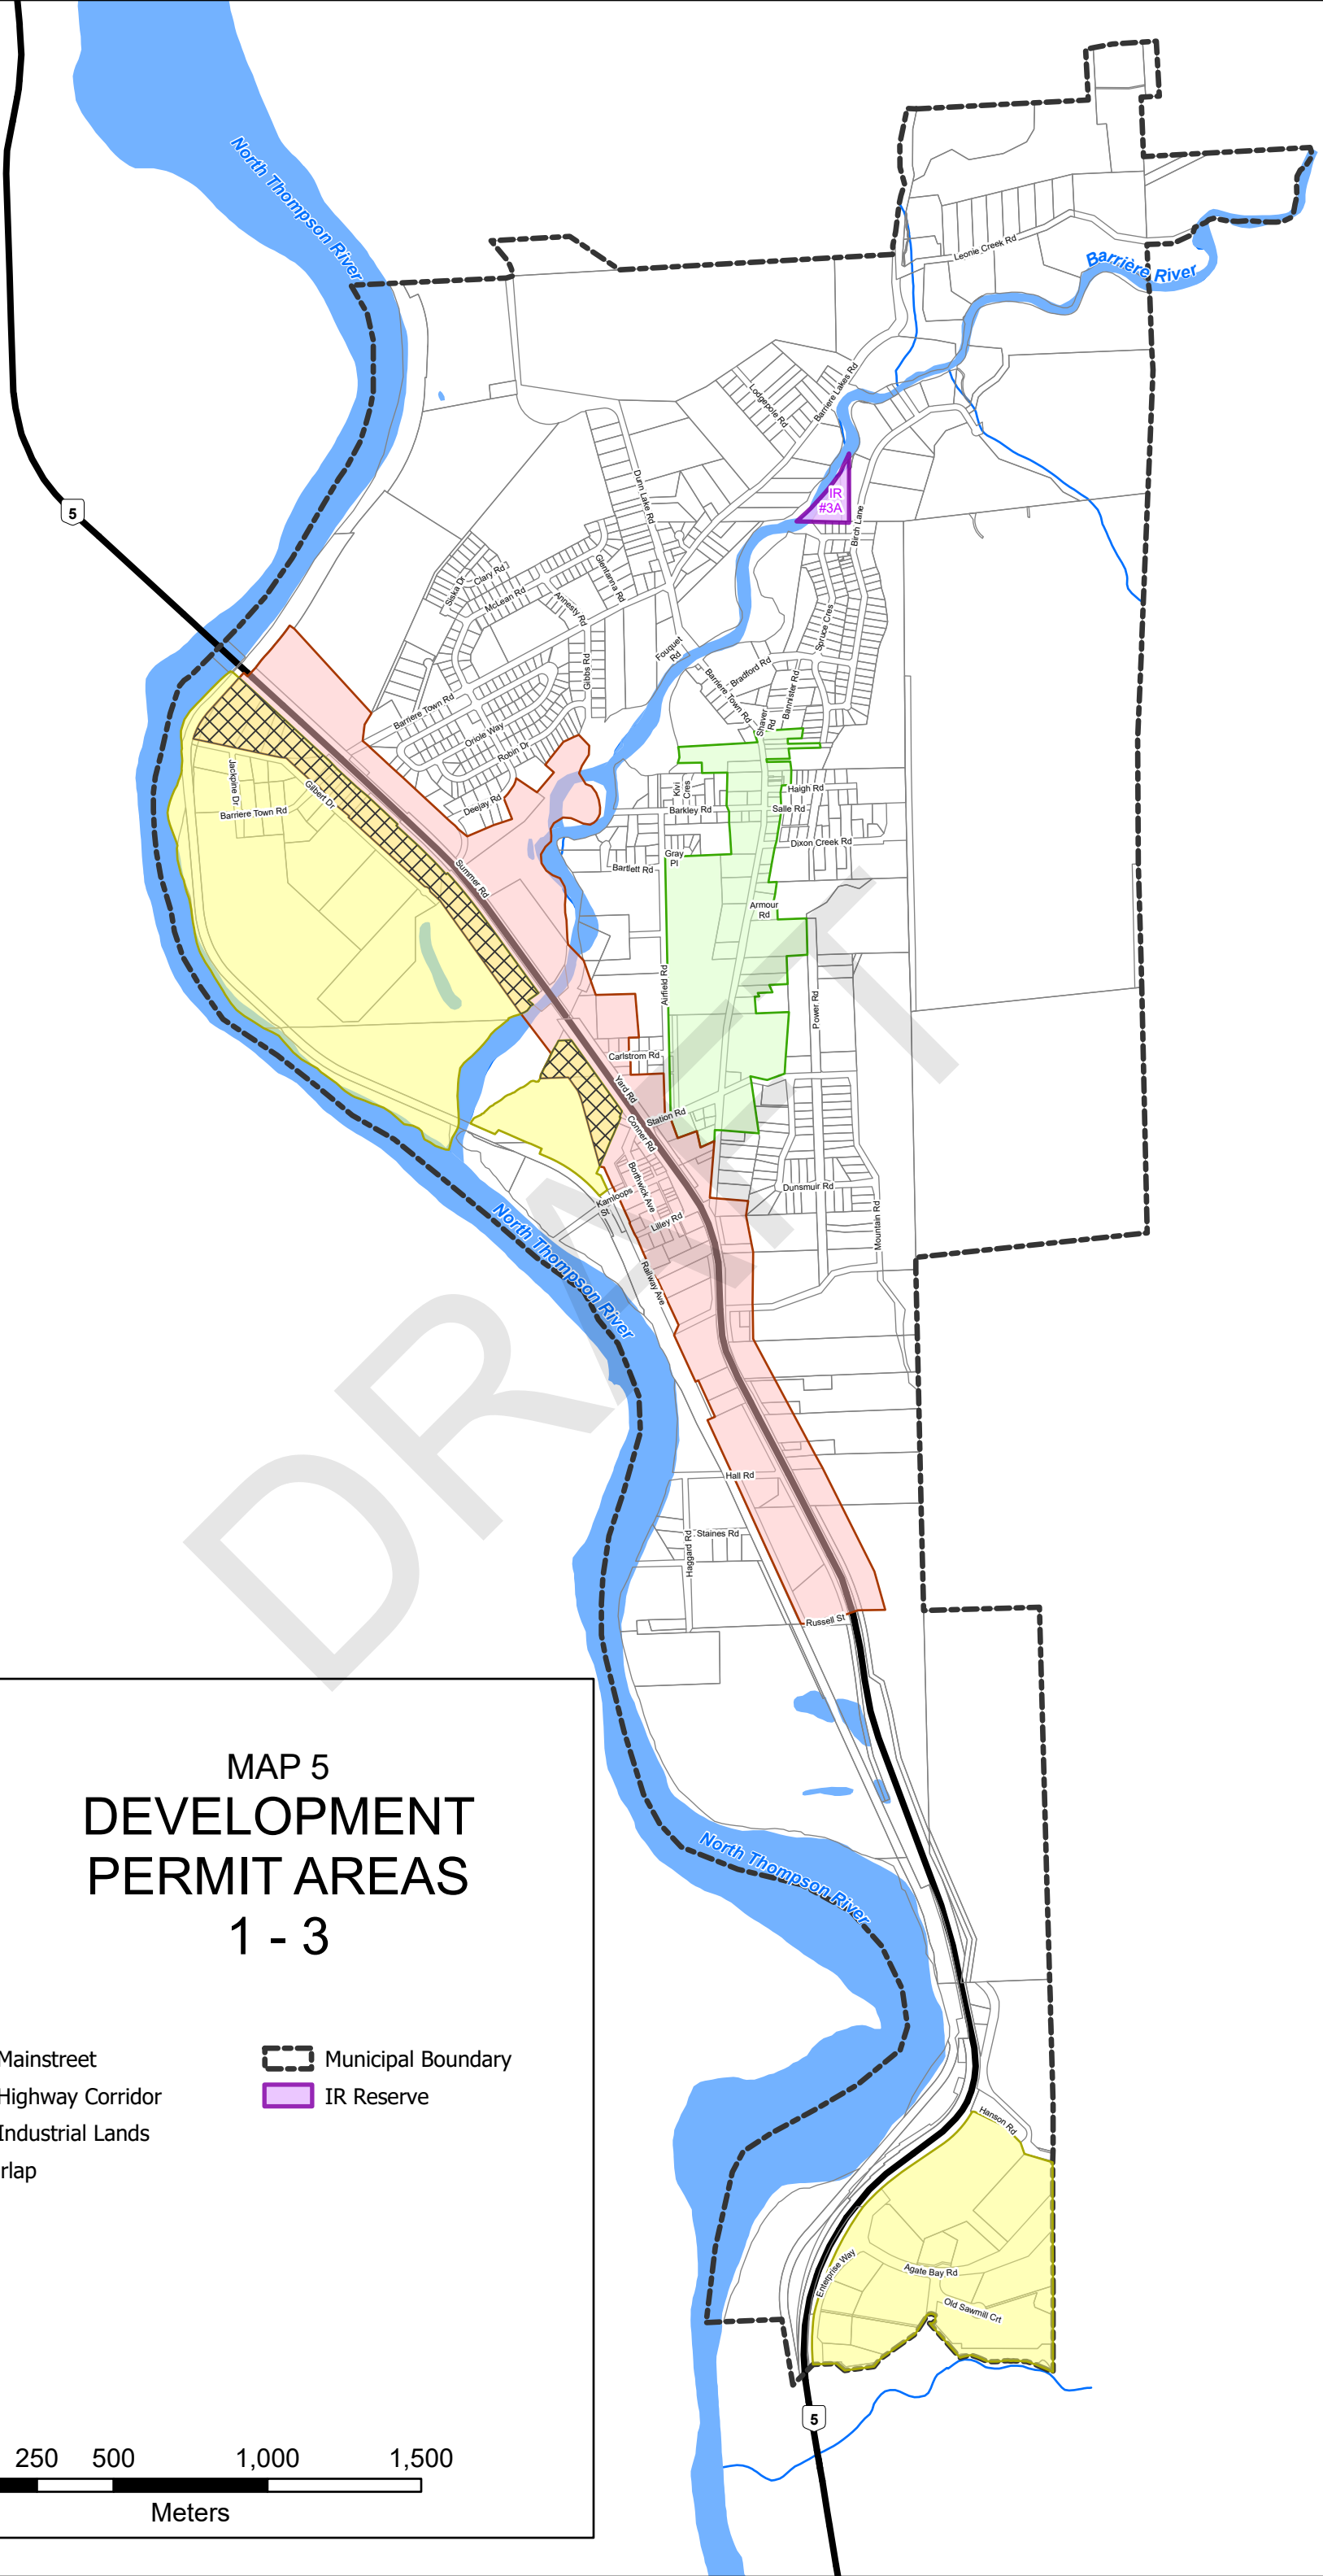 North Thompson River
Leonie Creek Rd
Barrière River
Lodgepole Rd
Barriere Lakes Rd
5
Dunn Lake Rd
IR
#3A
Birch Lane
Siska Dr
Clary Rd
McLean Rd
Glentanna Rd
Annesty Rd
Spruce Cres
Fouquet
Rd
Gibbs Rd
Bradford Rd
Barriere Town Rd
Bannister Rd
Shaver
Rd
Barriere Town Rd
Oriole Way
Robin Dr
Jackpine Dr
Gilbert Dr
Barriere Town Rd
Deejay Rd
Kivi
Cres
Haigh Rd
Barkley Rd
Salle Rd
Dixon Creek Rd
Gray
Pl
Bartlett Rd
Summer Rd
Armour
Rd
Airfield Rd
Power Rd
Carlstrom Rd
Yard Rd
Station Rd
Conner Rd
Borthwick Ave
Dunsmuir Rd
Kamloops
St
Lilley Rd
Mountain Rd
North Thompson River
Railway Ave
DRAFT
Hall Rd
Haggard Rd
Staines Rd
Russell St
North Thompson River
Hanson Rd
Enterprise Way
Agate Bay Rd
Old Sawmill Crt
5
MAP 5
DEVELOPMENT
PERMIT AREAS
1 - 3
Mainstreet
Municipal Boundary
Highway Corridor
IR Reserve
Industrial Lands
rlap
250 500 1,000 1,500
Meters